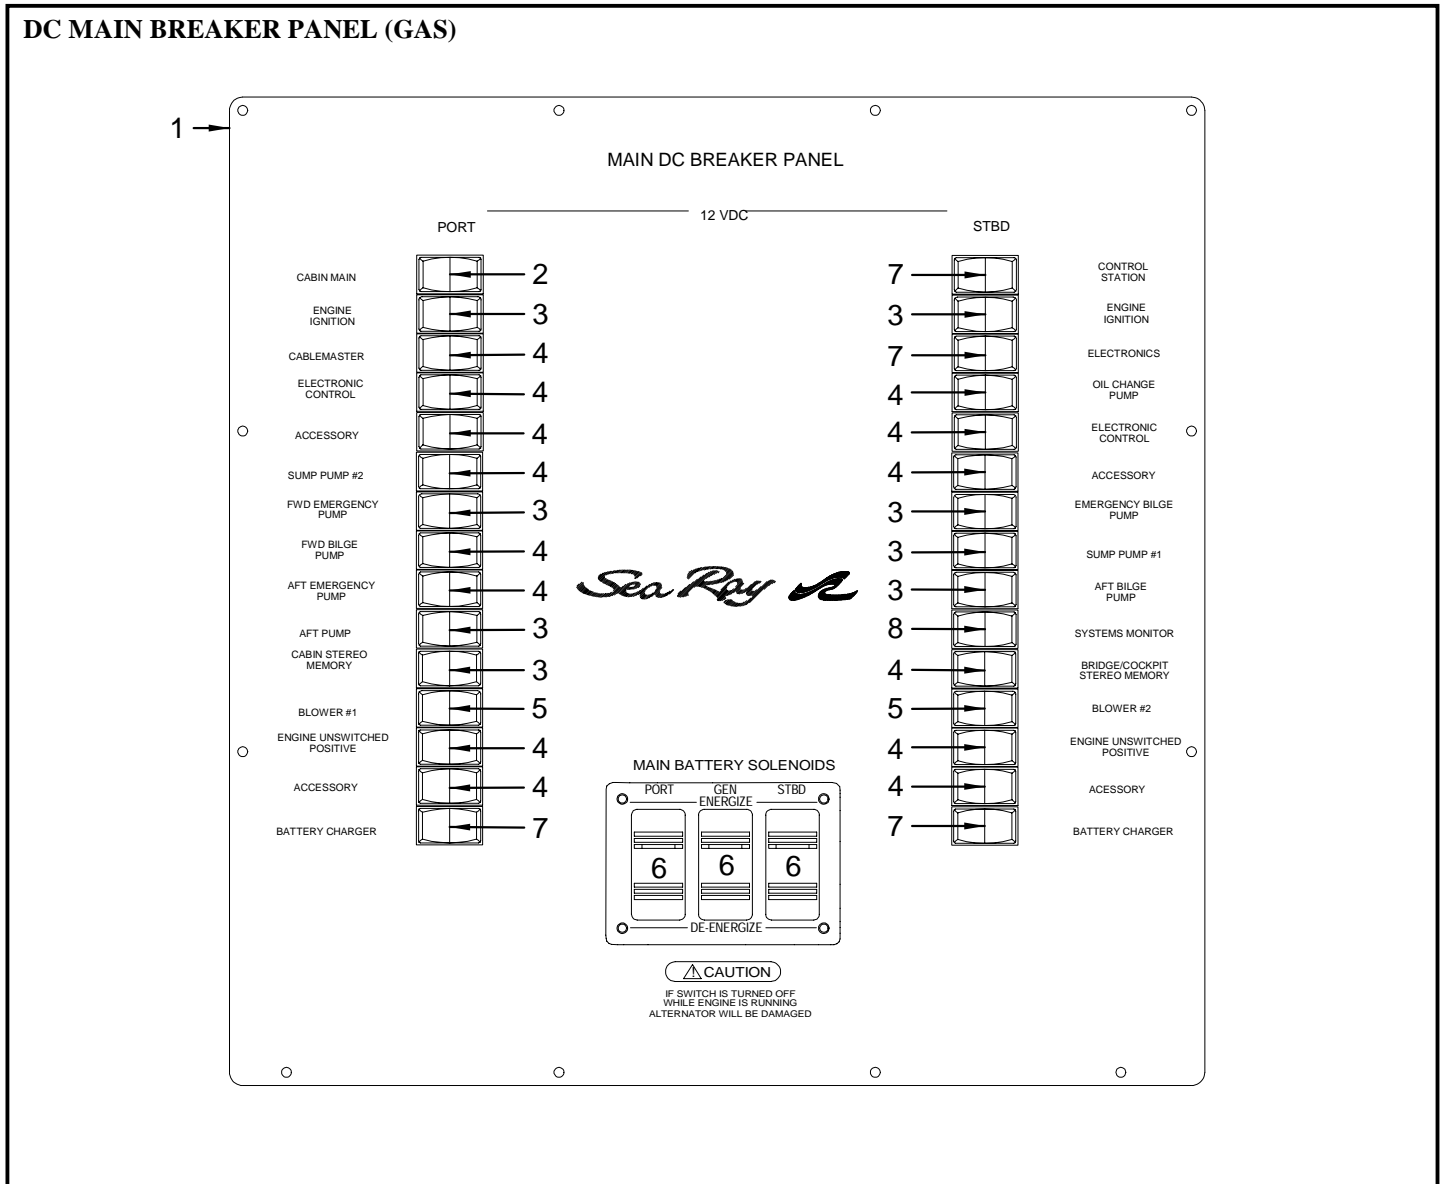 DC MAIN BREAKER PANEL (GAS)
1
MAIN DC BREAKER PANEL
12 VDC
PORT
STBD
CABIN MAIN
2
7
CONTROL
STATION
ENGINE
IGNITION
3
3
ENGINE
IGNITION
CABLEMASTER
4
7
ELECTRONICS
ELECTRONIC
CONTROL
4
4
OIL CHANGE
PUMP
ACCESSORY
4
4
ELECTRONIC
CONTROL
SUMP PUMP #2
4
4
ACCESSORY
FWD EMERGENCY
PUMP
3
3
EMERGENCY BILGE
PUMP
FWD BILGE
PUMP
4
3
SUMP PUMP #1
AFT EMERGENCY
PUMP
4
Sea Ray
3
AFT BILGE
PUMP
AFT PUMP
3
8
SYSTEMS MONITOR
CABIN STEREO
MEMORY
3
4
BRIDGE/COCKPIT
STEREO MEMORY
BLOWER #1
5
5
BLOWER #2
ENGINE UNSWITCHED
POSITIVE
4
4
ENGINE UNSWITCHED
POSITIVE
ACCESSORY
4
4
ACESSORY
BATTERY CHARGER
7
7
BATTERY CHARGER
MAIN BATTERY SOLENOIDS
PORT GEN STBD
ENERGIZE
6 6 6
DE-ENERGIZE
⚠ CAUTION
IF SWITCH IS TURNED OFF
WHILE ENGINE IS RUNNING
ALTERNATOR WILL BE DAMAGED